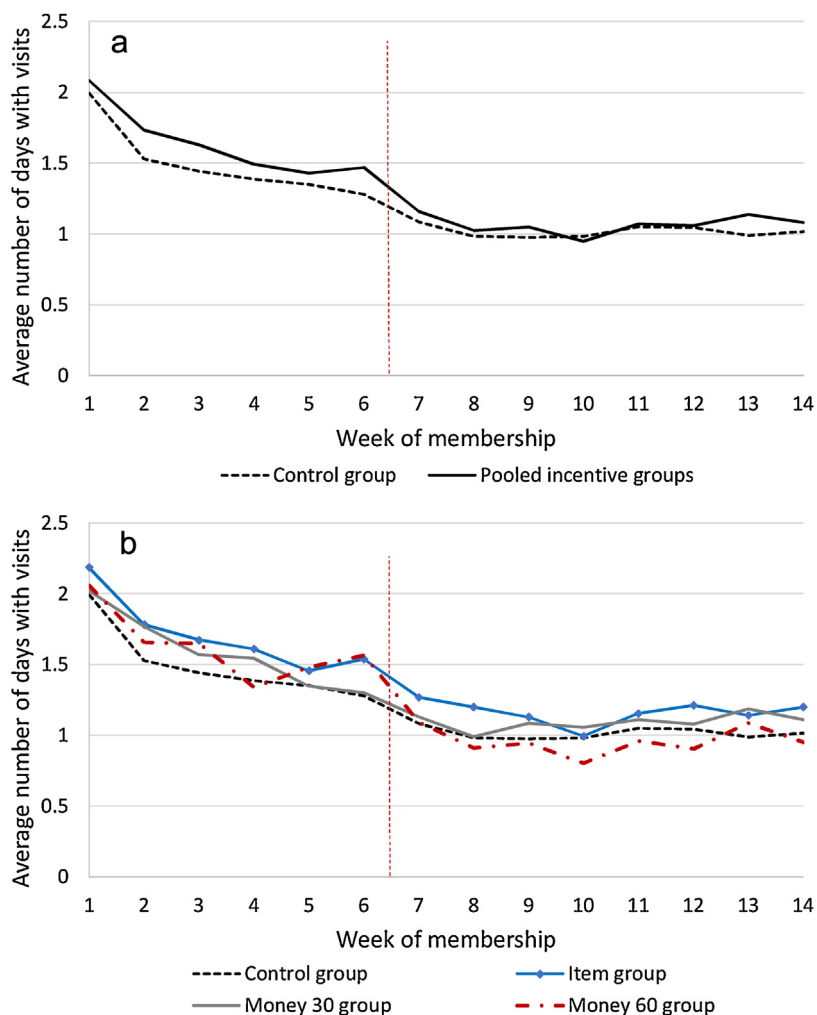 a
Average number of days with visits
2.5
2
1.5
1
0.5
0
1 2 3 4 5 6 7 8 9 10 11 12 13 14
Week of membership
Control group Pooled incentive groups
b
Average number of days with visits
2.5
2
1.5
1
0.5
0
1 2 3 4 5 6 7 8 9 10 11 12 13 14
Week of membership
Control group Item group
Money 30 group Money 60 group